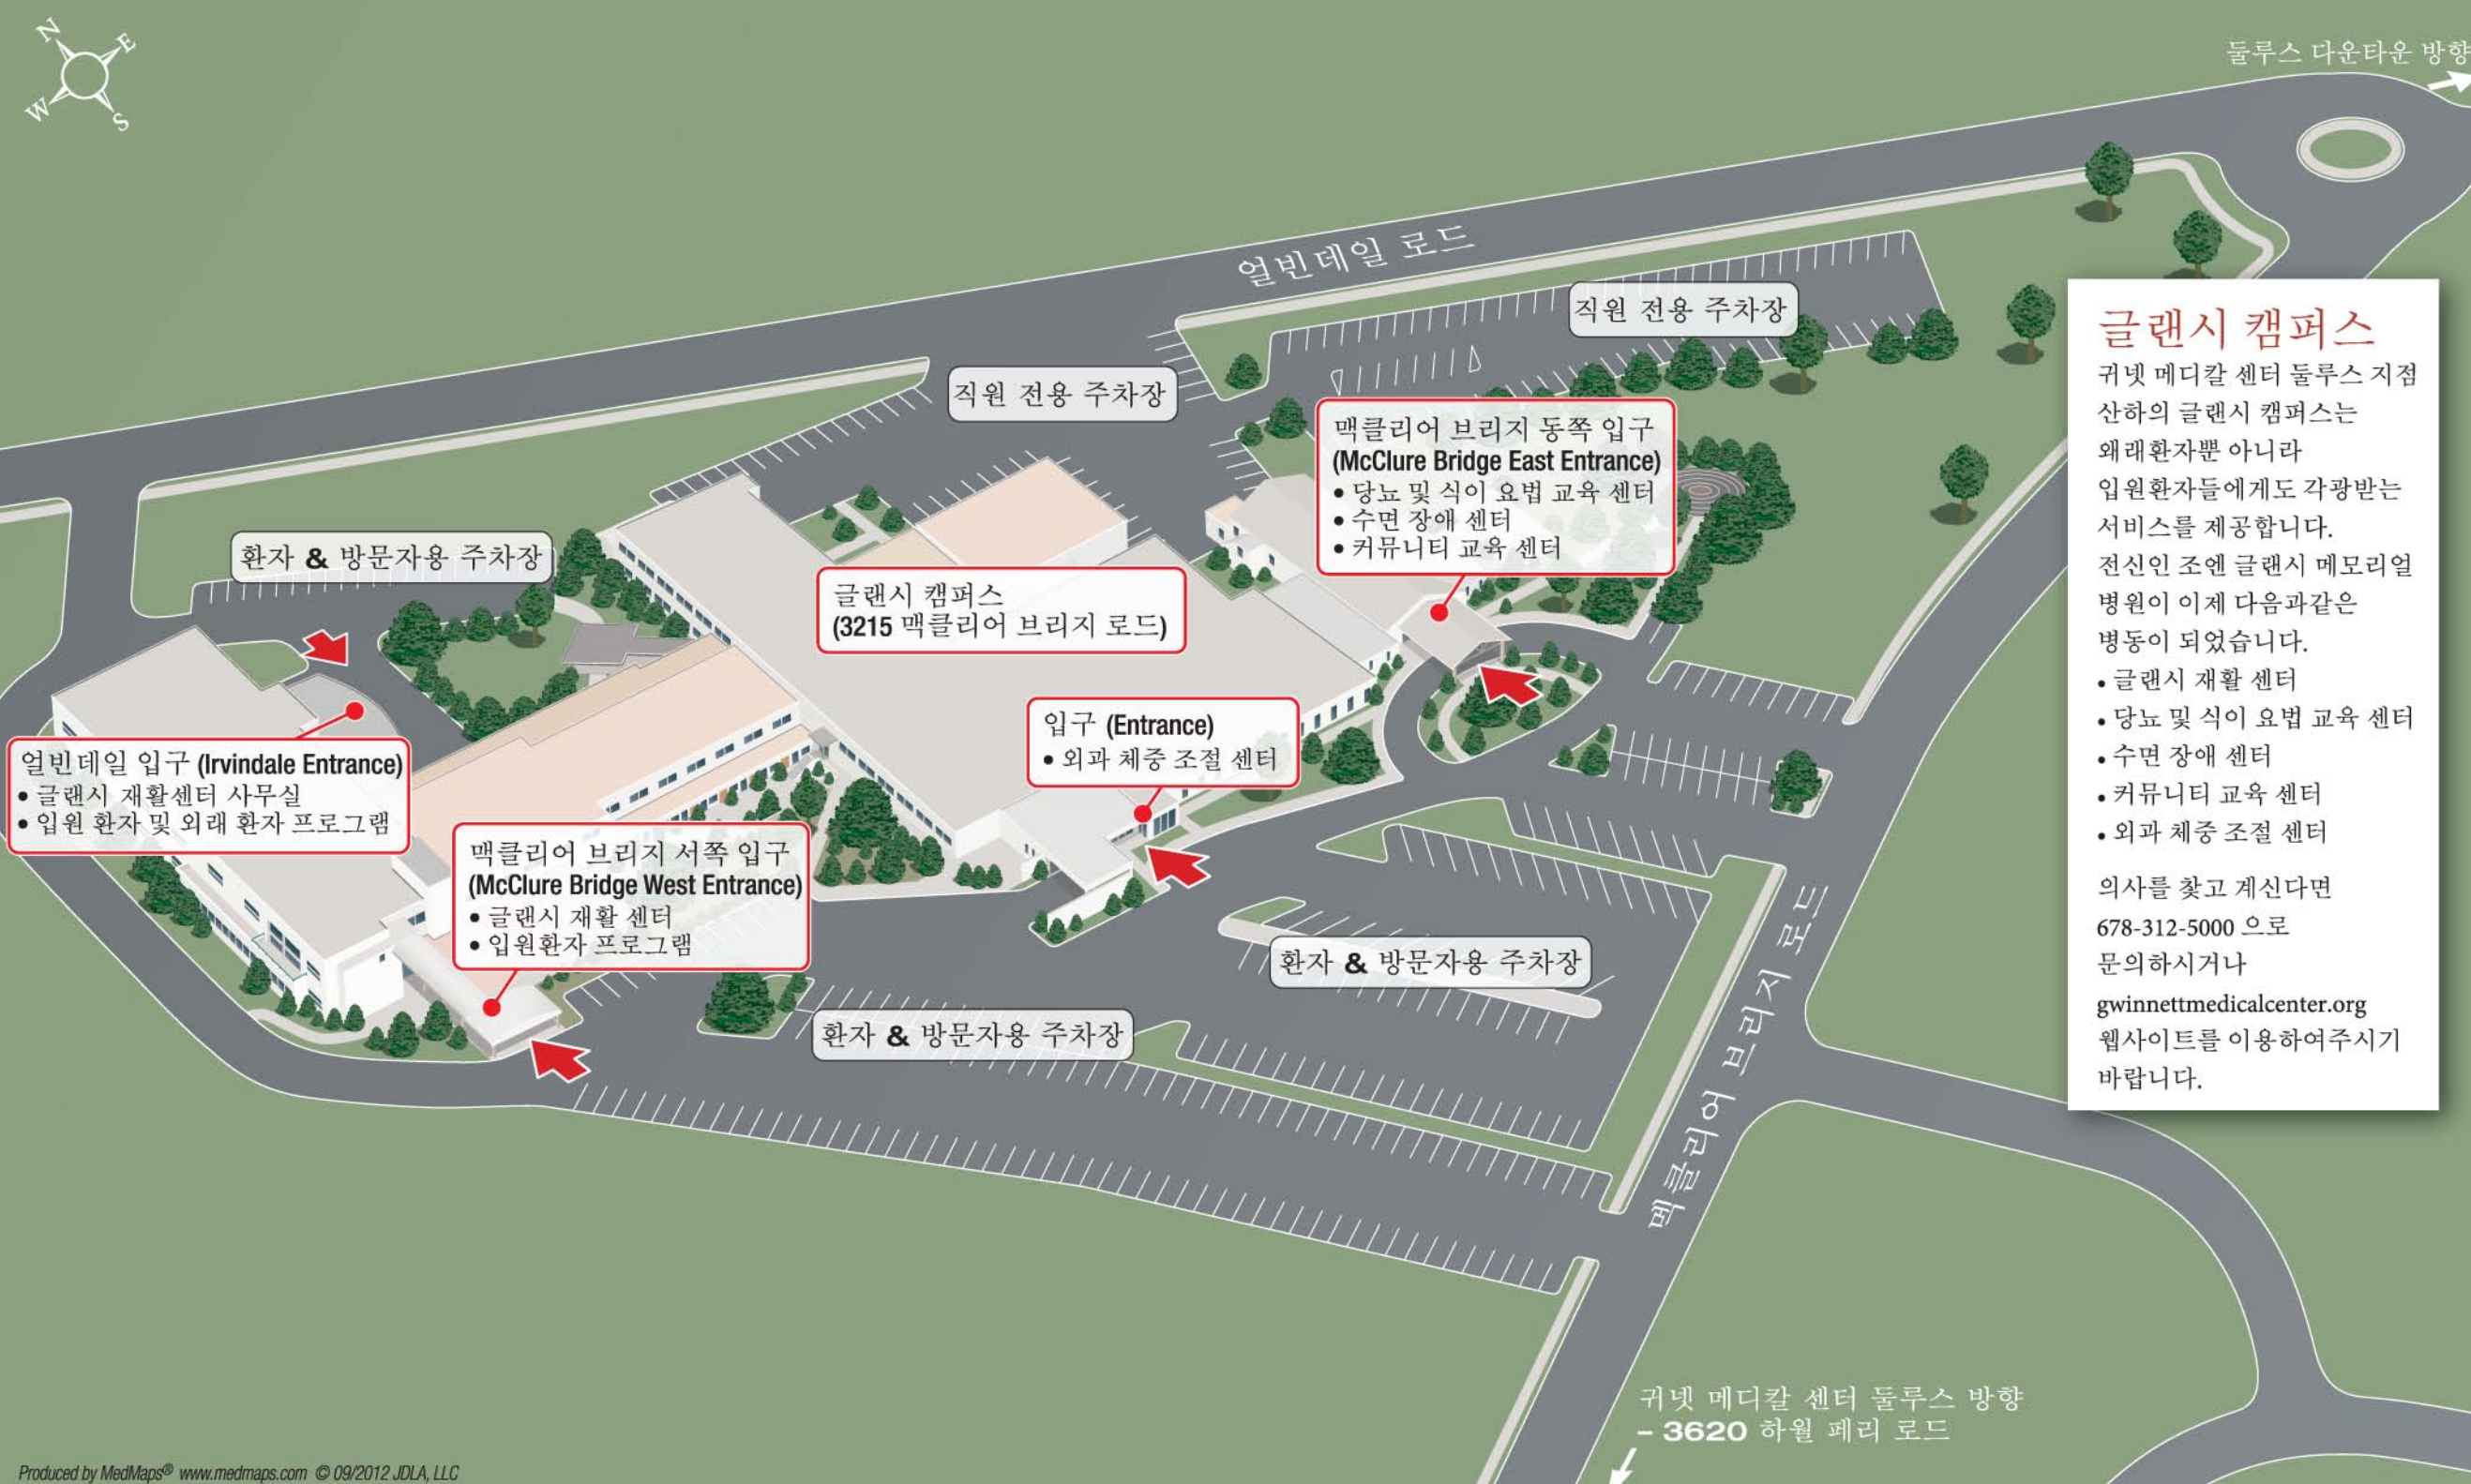 N
E
W
S
둘루스 다운타운 방향
얼빈데일 로드
직원 전용 주차장
직원 전용 주차장
맥클리어 브리지 동쪽 입구
(McClure Bridge East Entrance)
• 당뇨 및 식이 요법 교육 센터
• 수면 장애 센터
• 커뮤니티 교육 센터
환자 & 방문자용 주차장
글랜시 캠퍼스
(3215 맥클리어 브리지 로드)
입구 (Entrance)
• 외과 체중 조절 센터
얼빈데일 입구 (Irvindale Entrance)
• 글랜시 재활센터 사무실
• 입원 환자 및 외래 환자 프로그램
맥클리어 브리지 서쪽 입구
(McClure Bridge West Entrance)
• 글랜시 재활 센터
• 입원환자 프로그램
환자 & 방문자용 주차장
환자 & 방문자용 주차장
맥클리어 브리지 로드
글랜시 캠퍼스
귀넷 메디칼 센터 둘루스 지점
산하의 글랜시 캠퍼스는
왜래환자뿐 아니라
입원환자들에게도 각광받는
서비스를 제공합니다.
전신인 조엔 글랜시 메모리얼
병원이 이제 다음과같은
병동이 되었습니다.
• 글랜시 재활 센터
• 당뇨 및 식이 요법 교육 센터
• 수면 장애 센터
• 커뮤니티 교육 센터
• 외과 체중 조절 센터
의사를 찾고 계신다면
678-312-5000 으로
문의하시거나
gwinnettmedicalcenter.org
웹사이트를 이용하여주시기
바랍니다.
귀넷 메디칼 센터 둘루스 방향
– 3620 하월 페리 로드
Produced by MedMaps® www.medmaps.com © 09/2012 JDLA, LLC